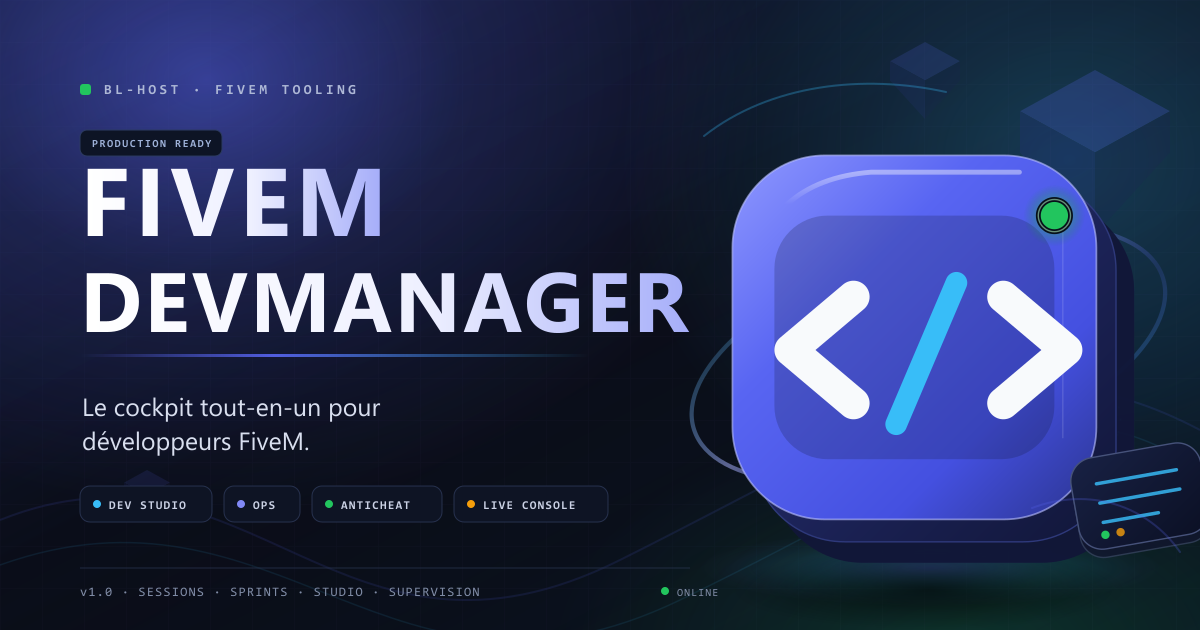 BL-HOST · FIVEM TOOLING
PRODUCTION READY
FIVEM
DEVMANAGER
Le cockpit tout-en-un pour
développeurs FiveM.
DEV STUDIO OPS ANTICHEAT LIVE CONSOLE
v1.0 · SESSIONS · SPRINTS · STUDIO · SUPERVISION ONLINE